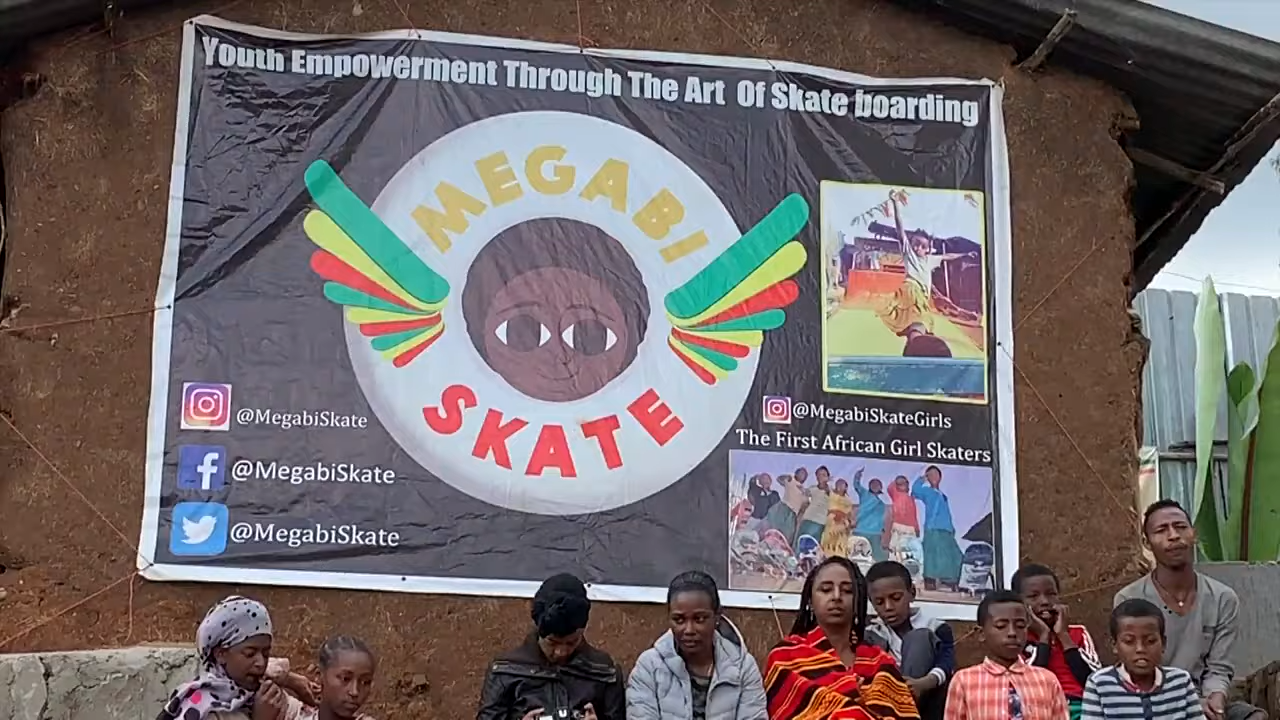 Youth Empowerment Through The Art Of Skate boarding
MEGABI
SKATE
@MegabiSkate
@MegabiSkate
@MegabiSkate
@MegabiSkateGirls
The First African Girl Skaters